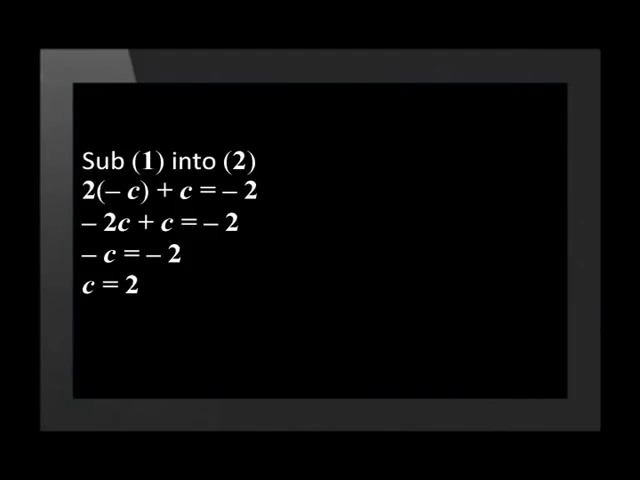 Sub (1) into (2)
2(– c) + c = – 2
– 2c + c = – 2
– c = – 2
c = 2